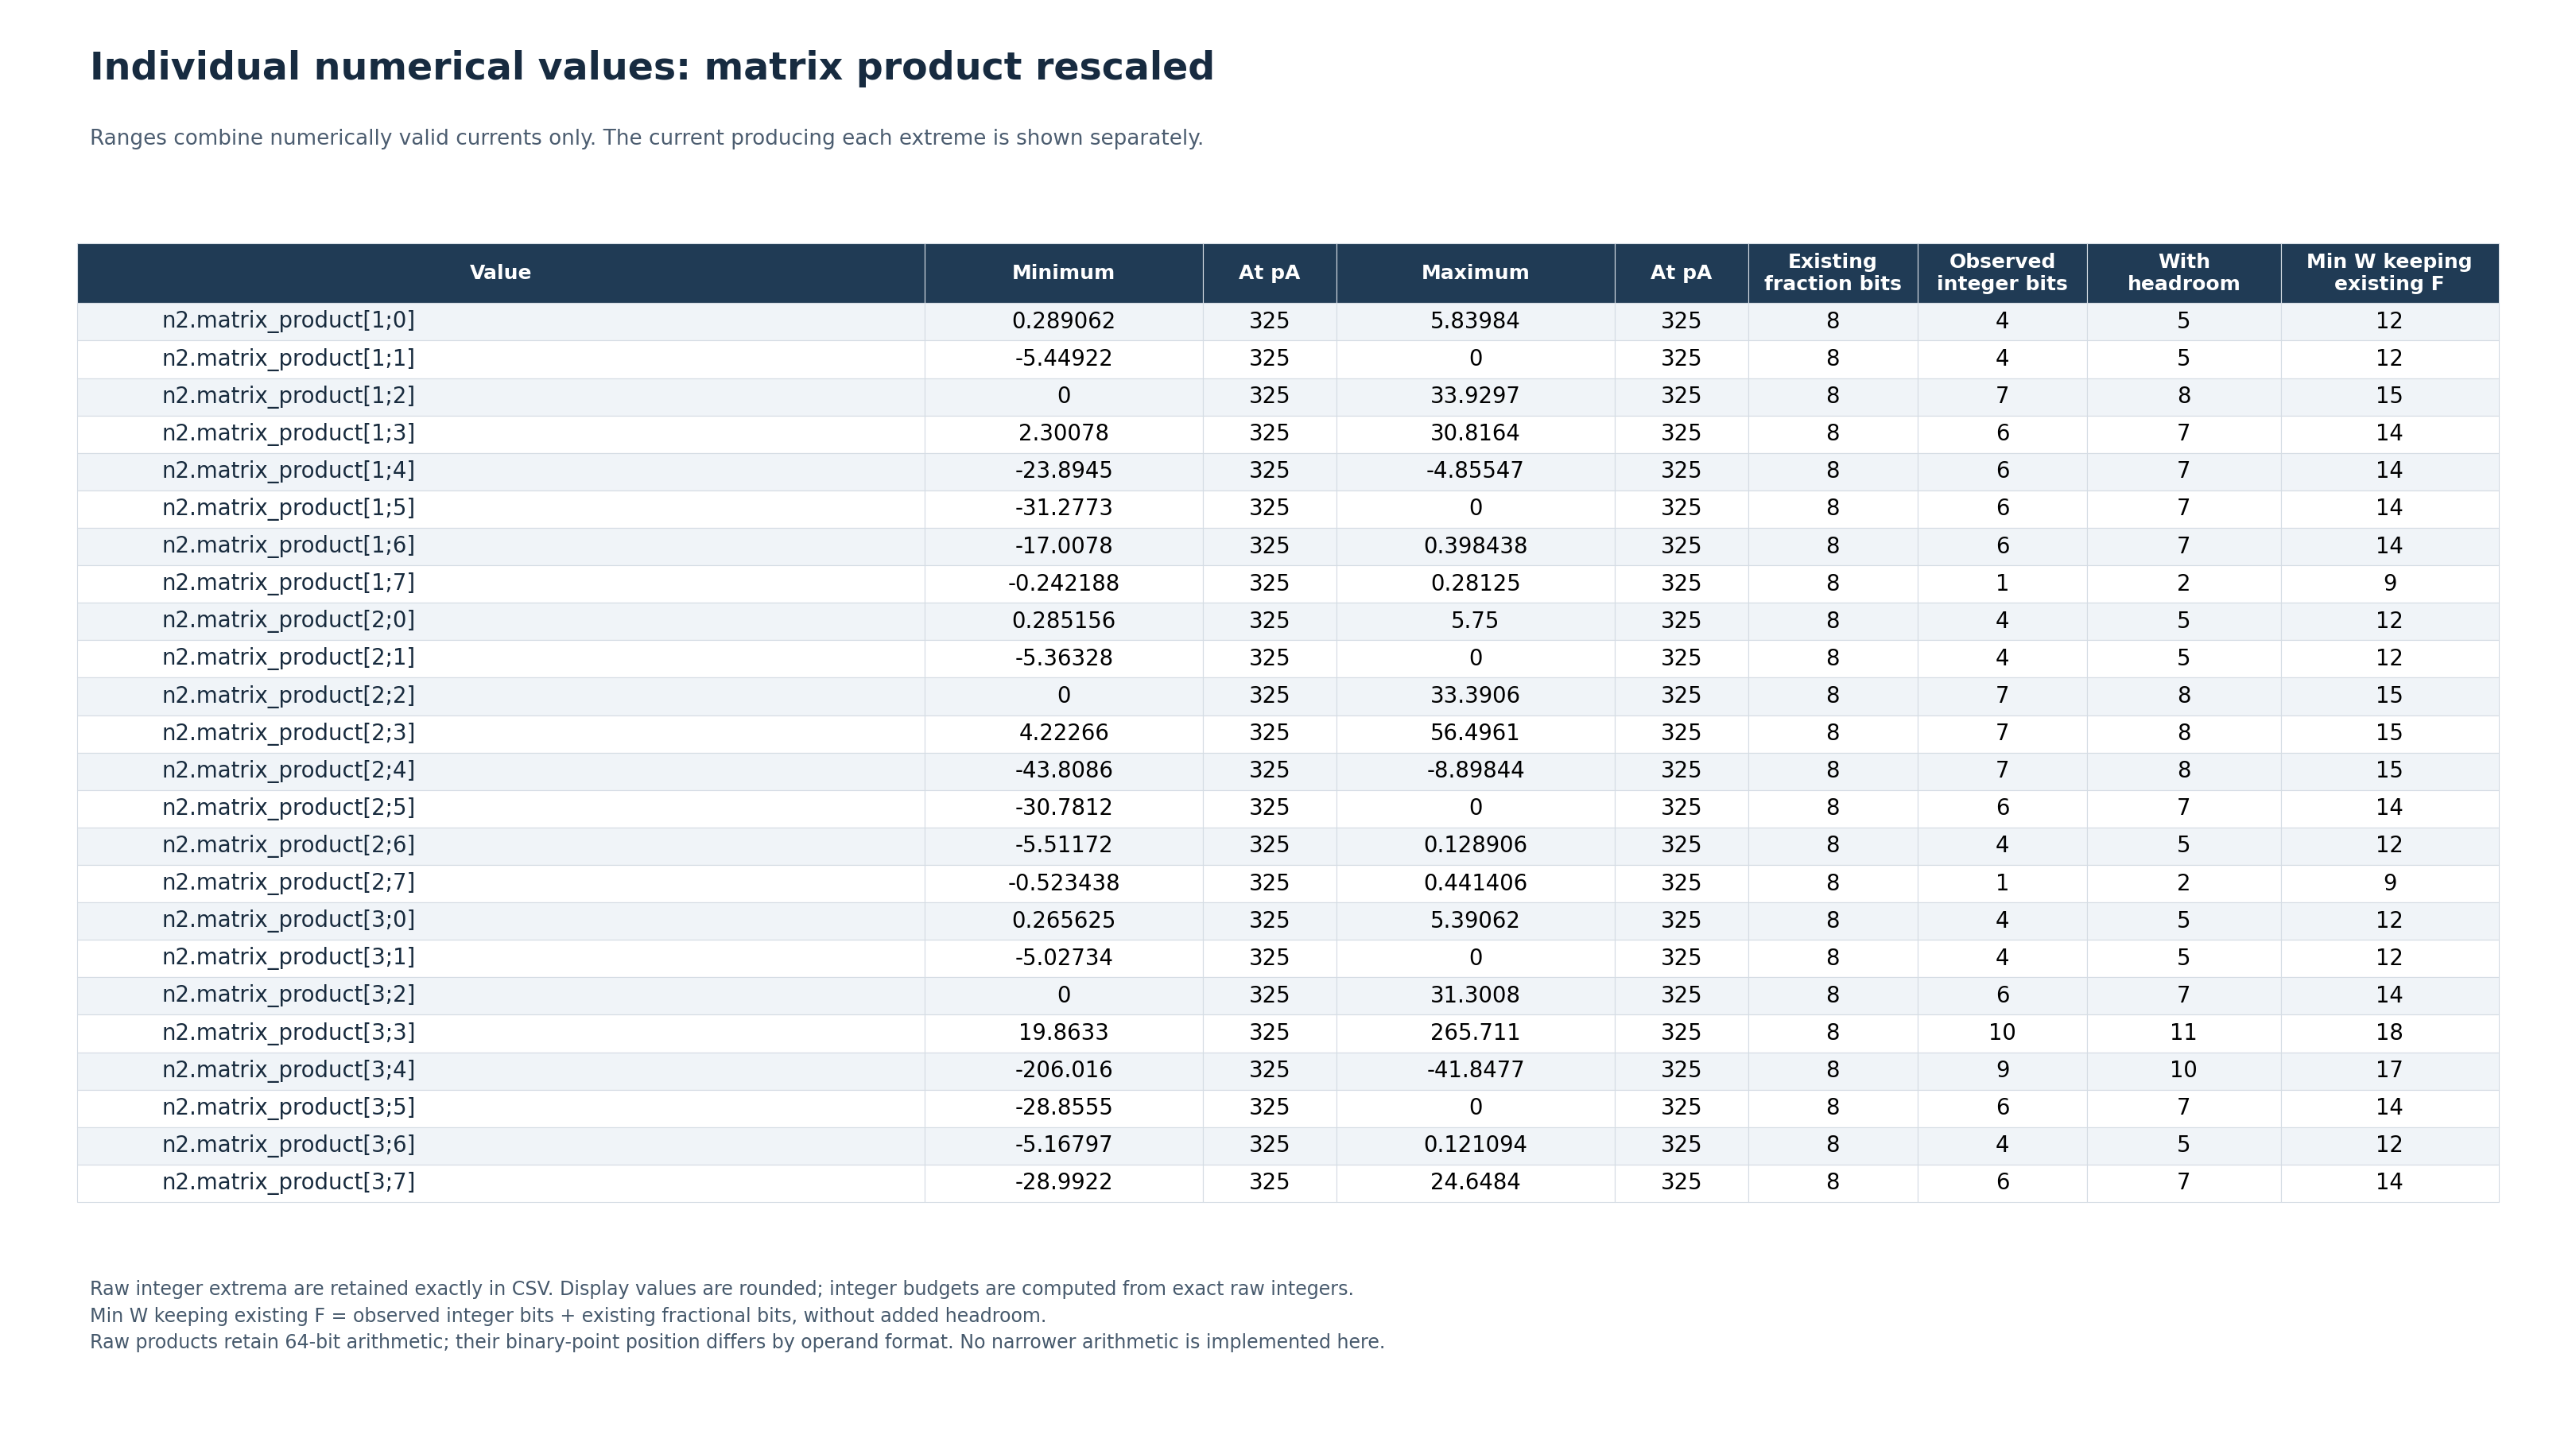 Individual numerical values: matrix product rescaled
Ranges combine numerically valid currents only. The current producing each extreme is shown separately.
Value Minimum At pA Maximum At pA Existing fraction bits Observed integer bits With headroom Min W keeping existing F
n2.matrix_product[1;0] 0.289062 325 5.83984 325 8 4 5 12
n2.matrix_product[1;1] -5.44922 325 0 325 8 4 5 12
n2.matrix_product[1;2] 0 325 33.9297 325 8 7 8 15
n2.matrix_product[1;3] 2.30078 325 30.8164 325 8 6 7 14
n2.matrix_product[1;4] -23.8945 325 -4.85547 325 8 6 7 14
n2.matrix_product[1;5] -31.2773 325 0 325 8 6 7 14
n2.matrix_product[1;6] -17.0078 325 0.398438 325 8 6 7 14
n2.matrix_product[1;7] -0.242188 325 0.28125 325 8 1 2 9
n2.matrix_product[2;0] 0.285156 325 5.75 325 8 4 5 12
n2.matrix_product[2;1] -5.36328 325 0 325 8 4 5 12
n2.matrix_product[2;2] 0 325 33.3906 325 8 7 8 15
n2.matrix_product[2;3] 4.22266 325 56.4961 325 8 7 8 15
n2.matrix_product[2;4] -43.8086 325 -8.89844 325 8 7 8 15
n2.matrix_product[2;5] -30.7812 325 0 325 8 6 7 14
n2.matrix_product[2;6] -5.51172 325 0.128906 325 8 4 5 12
n2.matrix_product[2;7] -0.523438 325 0.441406 325 8 1 2 9
n2.matrix_product[3;0] 0.265625 325 5.39062 325 8 4 5 12
n2.matrix_product[3;1] -5.02734 325 0 325 8 4 5 12
n2.matrix_product[3;2] 0 325 31.3008 325 8 6 7 14
n2.matrix_product[3;3] 19.8633 325 265.711 325 8 10 11 18
n2.matrix_product[3;4] -206.016 325 -41.8477 325 8 9 10 17
n2.matrix_product[3;5] -28.8555 325 0 325 8 6 7 14
n2.matrix_product[3;6] -5.16797 325 0.121094 325 8 4 5 12
n2.matrix_product[3;7] -28.9922 325 24.6484 325 8 6 7 14
Raw integer extrema are retained exactly in CSV. Display values are rounded; integer budgets are computed from exact raw integers.
Min W keeping existing F = observed integer bits + existing fractional bits, without added headroom.
Raw products retain 64-bit arithmetic; their binary-point position differs by operand format. No narrower arithmetic is implemented here.